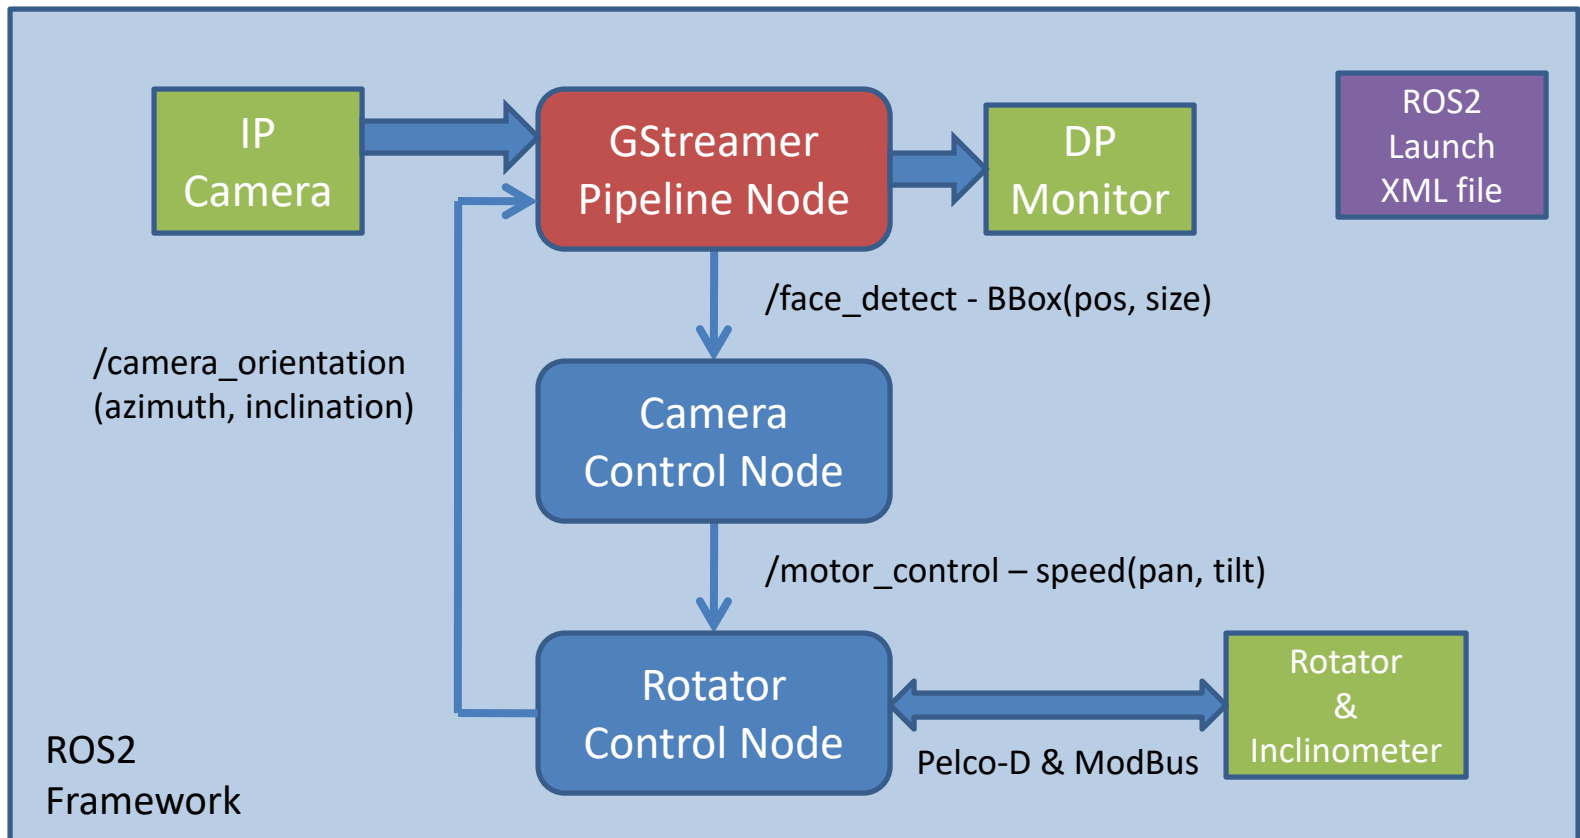 IP
Camera
GStreamer
Pipeline Node
DP
Monitor
ROS2
Launch
XML file
/face_detect - BBox(pos, size)
/camera_orientation
(azimuth, inclination)
Camera
Control Node
/motor_control – speed(pan, tilt)
Rotator
Control Node
Rotator
&
Inclinometer
Pelco-D & ModBus
ROS2
Framework